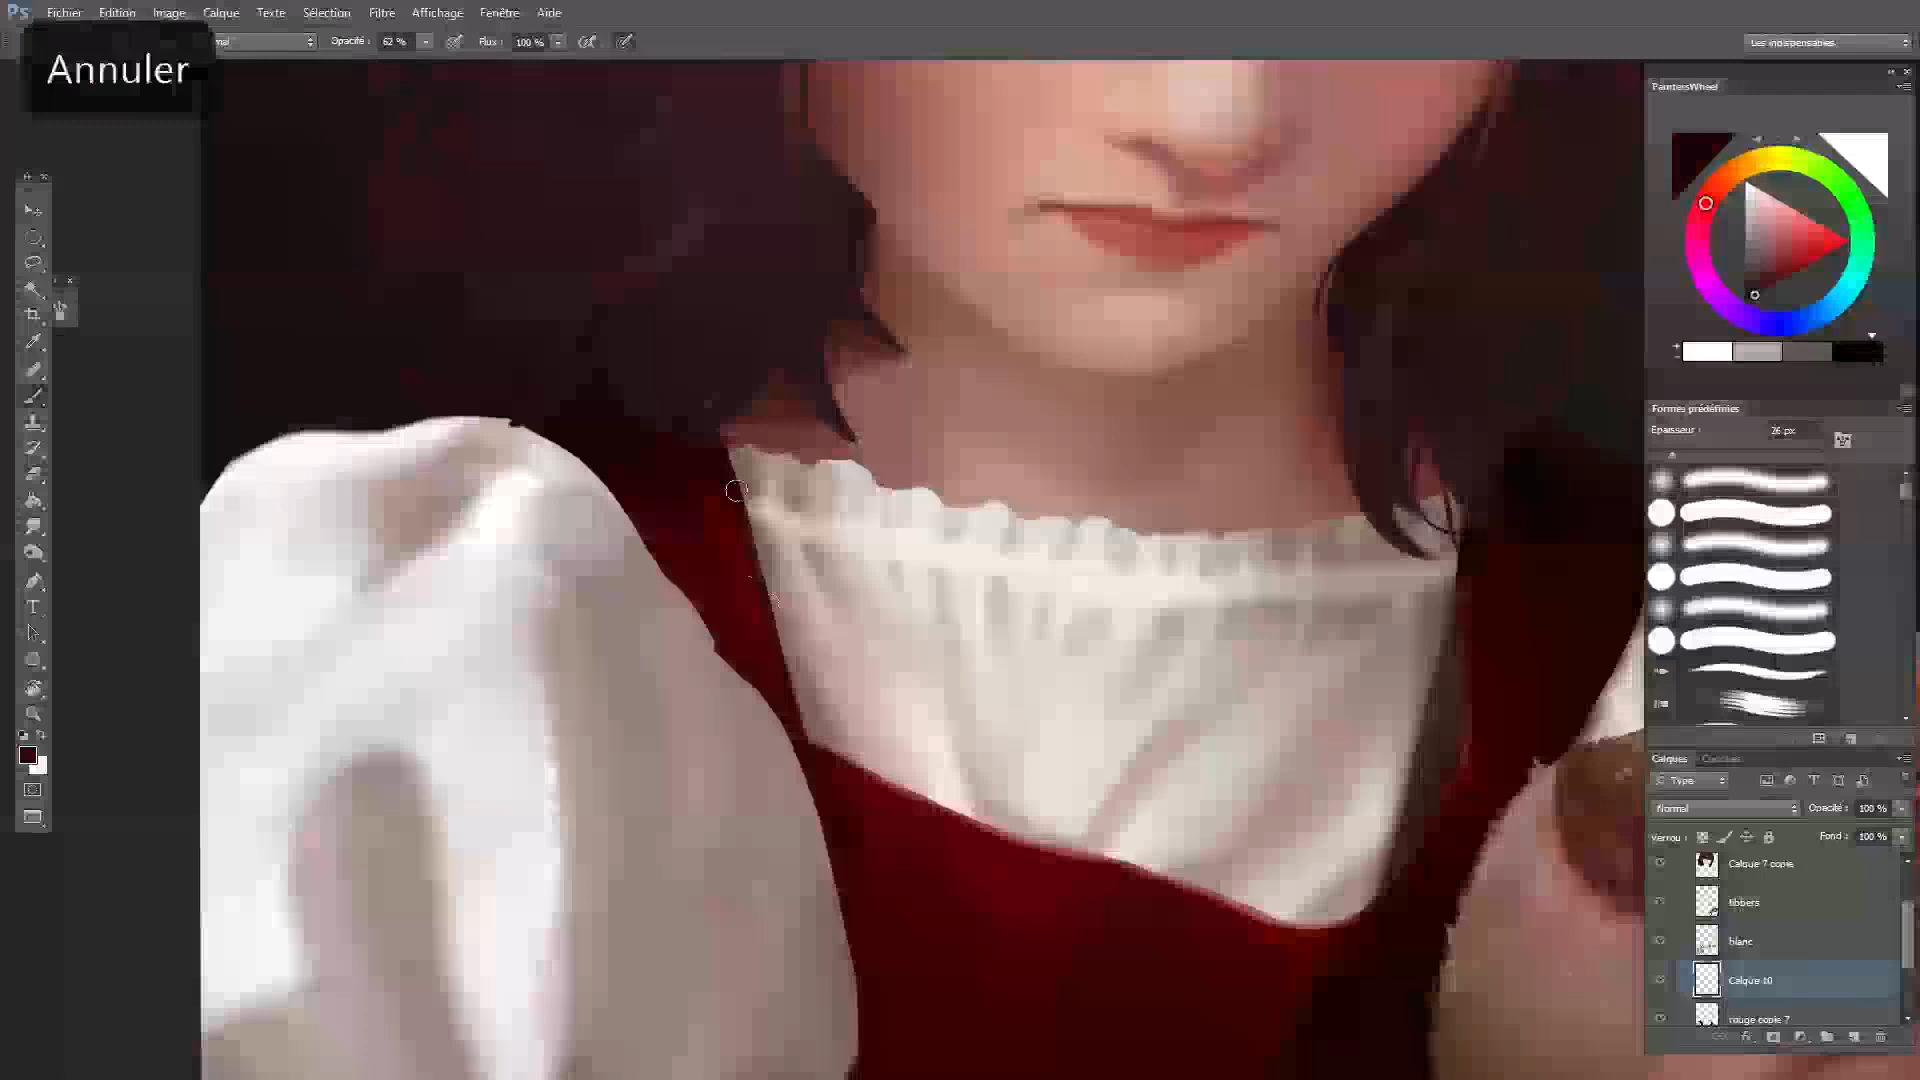 Ps Fichier Edition Image Calque Texte Sélection Filtre Affichage Fenêtre Aide
Opacité : 62 % Flux : 100 % Les indispensables
Annuler
PaintersWheel
Formes prédéfinies
Epaisseur : 26 px
Calques
Type
Normal Opacité : 100 %
Verrou : Fond : 100 %
Calque 7 copie
tibbers
blanc
Calque 10
rouge copie 7